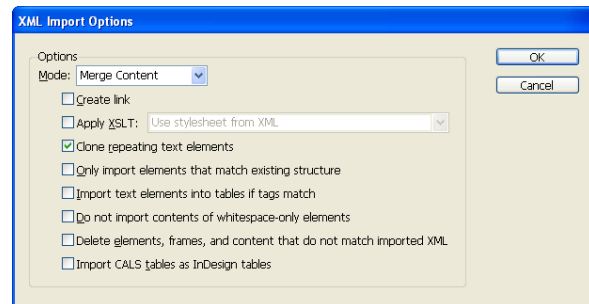 XML Import Options
Options
Mode: Merge Content
Create link
Apply XSLT: Use stylesheet from XML
Clone repeating text elements
Only import elements that match existing structure
Import text elements into tables if tags match
Do not import contents of whitespace-only elements
Delete elements, frames, and content that do not match imported XML
Import CALS tables as InDesign tables
OK
Cancel